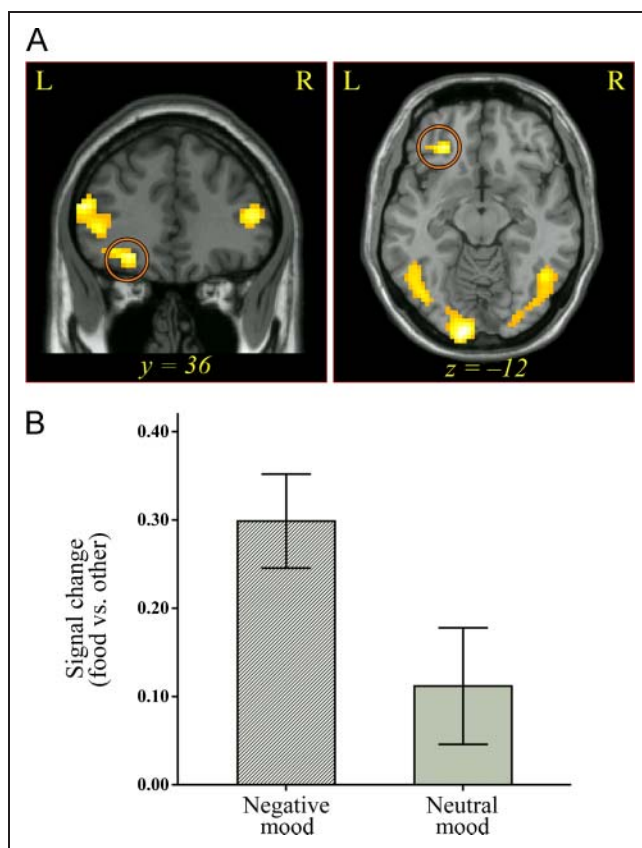 A
L R
L R
y = 36
z = –12
B
Signal change
(food vs. other)
0.40
0.30
0.20
0.10
0.00
Negative
mood
Neutral
mood